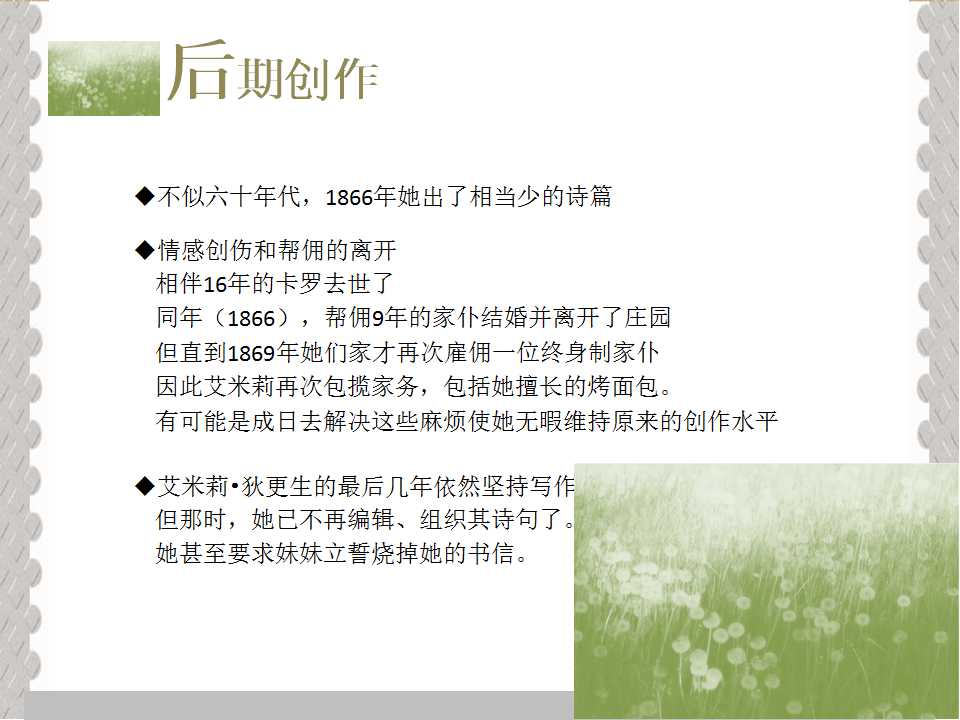 后期创作
◆不似六十年代，1866年她出了相当少的诗篇
◆情感创伤和帮佣的离开
相伴16年的卡罗去世了
同年（1866），帮佣9年的家仆结婚并离开了庄园
但直到1869年她们家才再次雇佣一位终身制家仆
因此艾米莉再次包揽家务，包括她擅长的烤面包。
有可能是成日去解决这些麻烦使她无暇维持原来的创作水平
◆艾米莉•狄更生的最后几年依然坚持写作
但那时，她已不再编辑、组织其诗句了。
她甚至要求妹妹立誓烧掉她的书信。